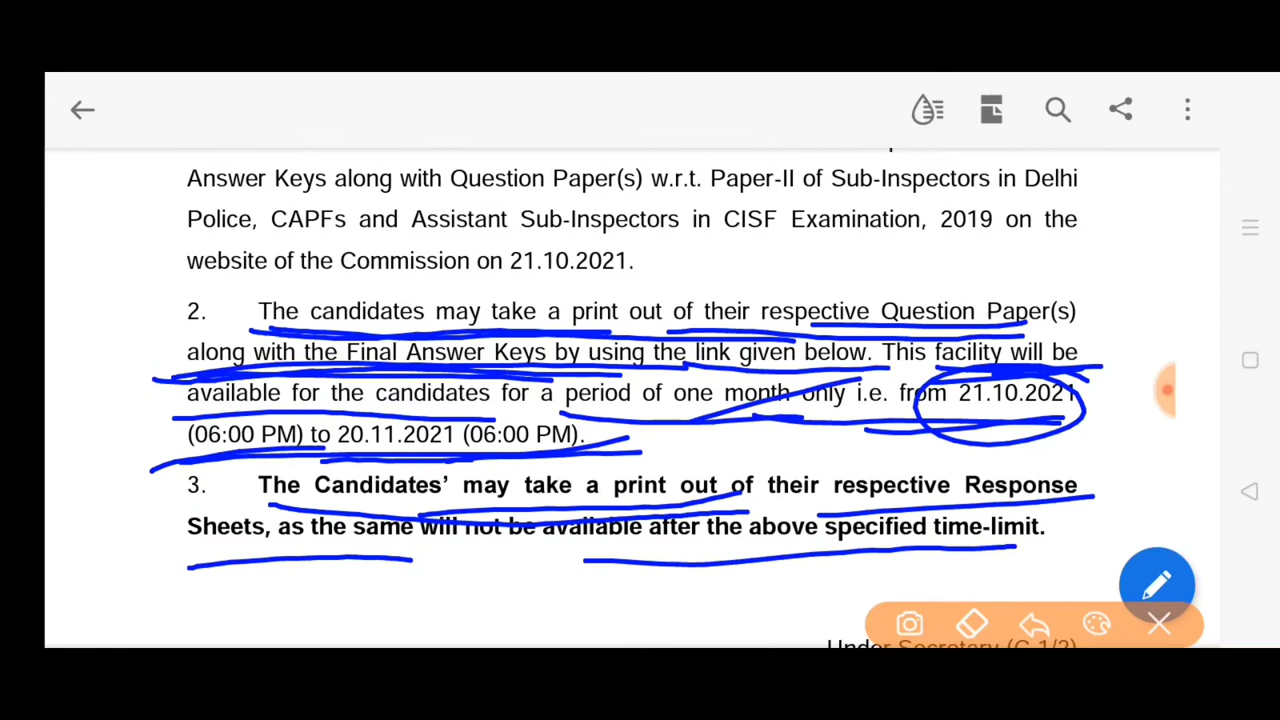 Answer Keys along with Question Paper(s) w.r.t. Paper-II of Sub-Inspectors in Delhi
Police, CAPFs and Assistant Sub-Inspectors in CISF Examination, 2019 on the
website of the Commission on 21.10.2021.
2. The candidates may take a print out of their respective Question Paper(s)
along with the Final Answer Keys by using the link given below. This facility will be
available for the candidates for a period of one month only i.e. from 21.10.2021
(06:00 PM) to 20.11.2021 (06:00 PM).
3. The Candidates’ may take a print out of their respective Response
Sheets, as the same will not be available after the above specified time-limit.
Under Secretary (C-1/2)